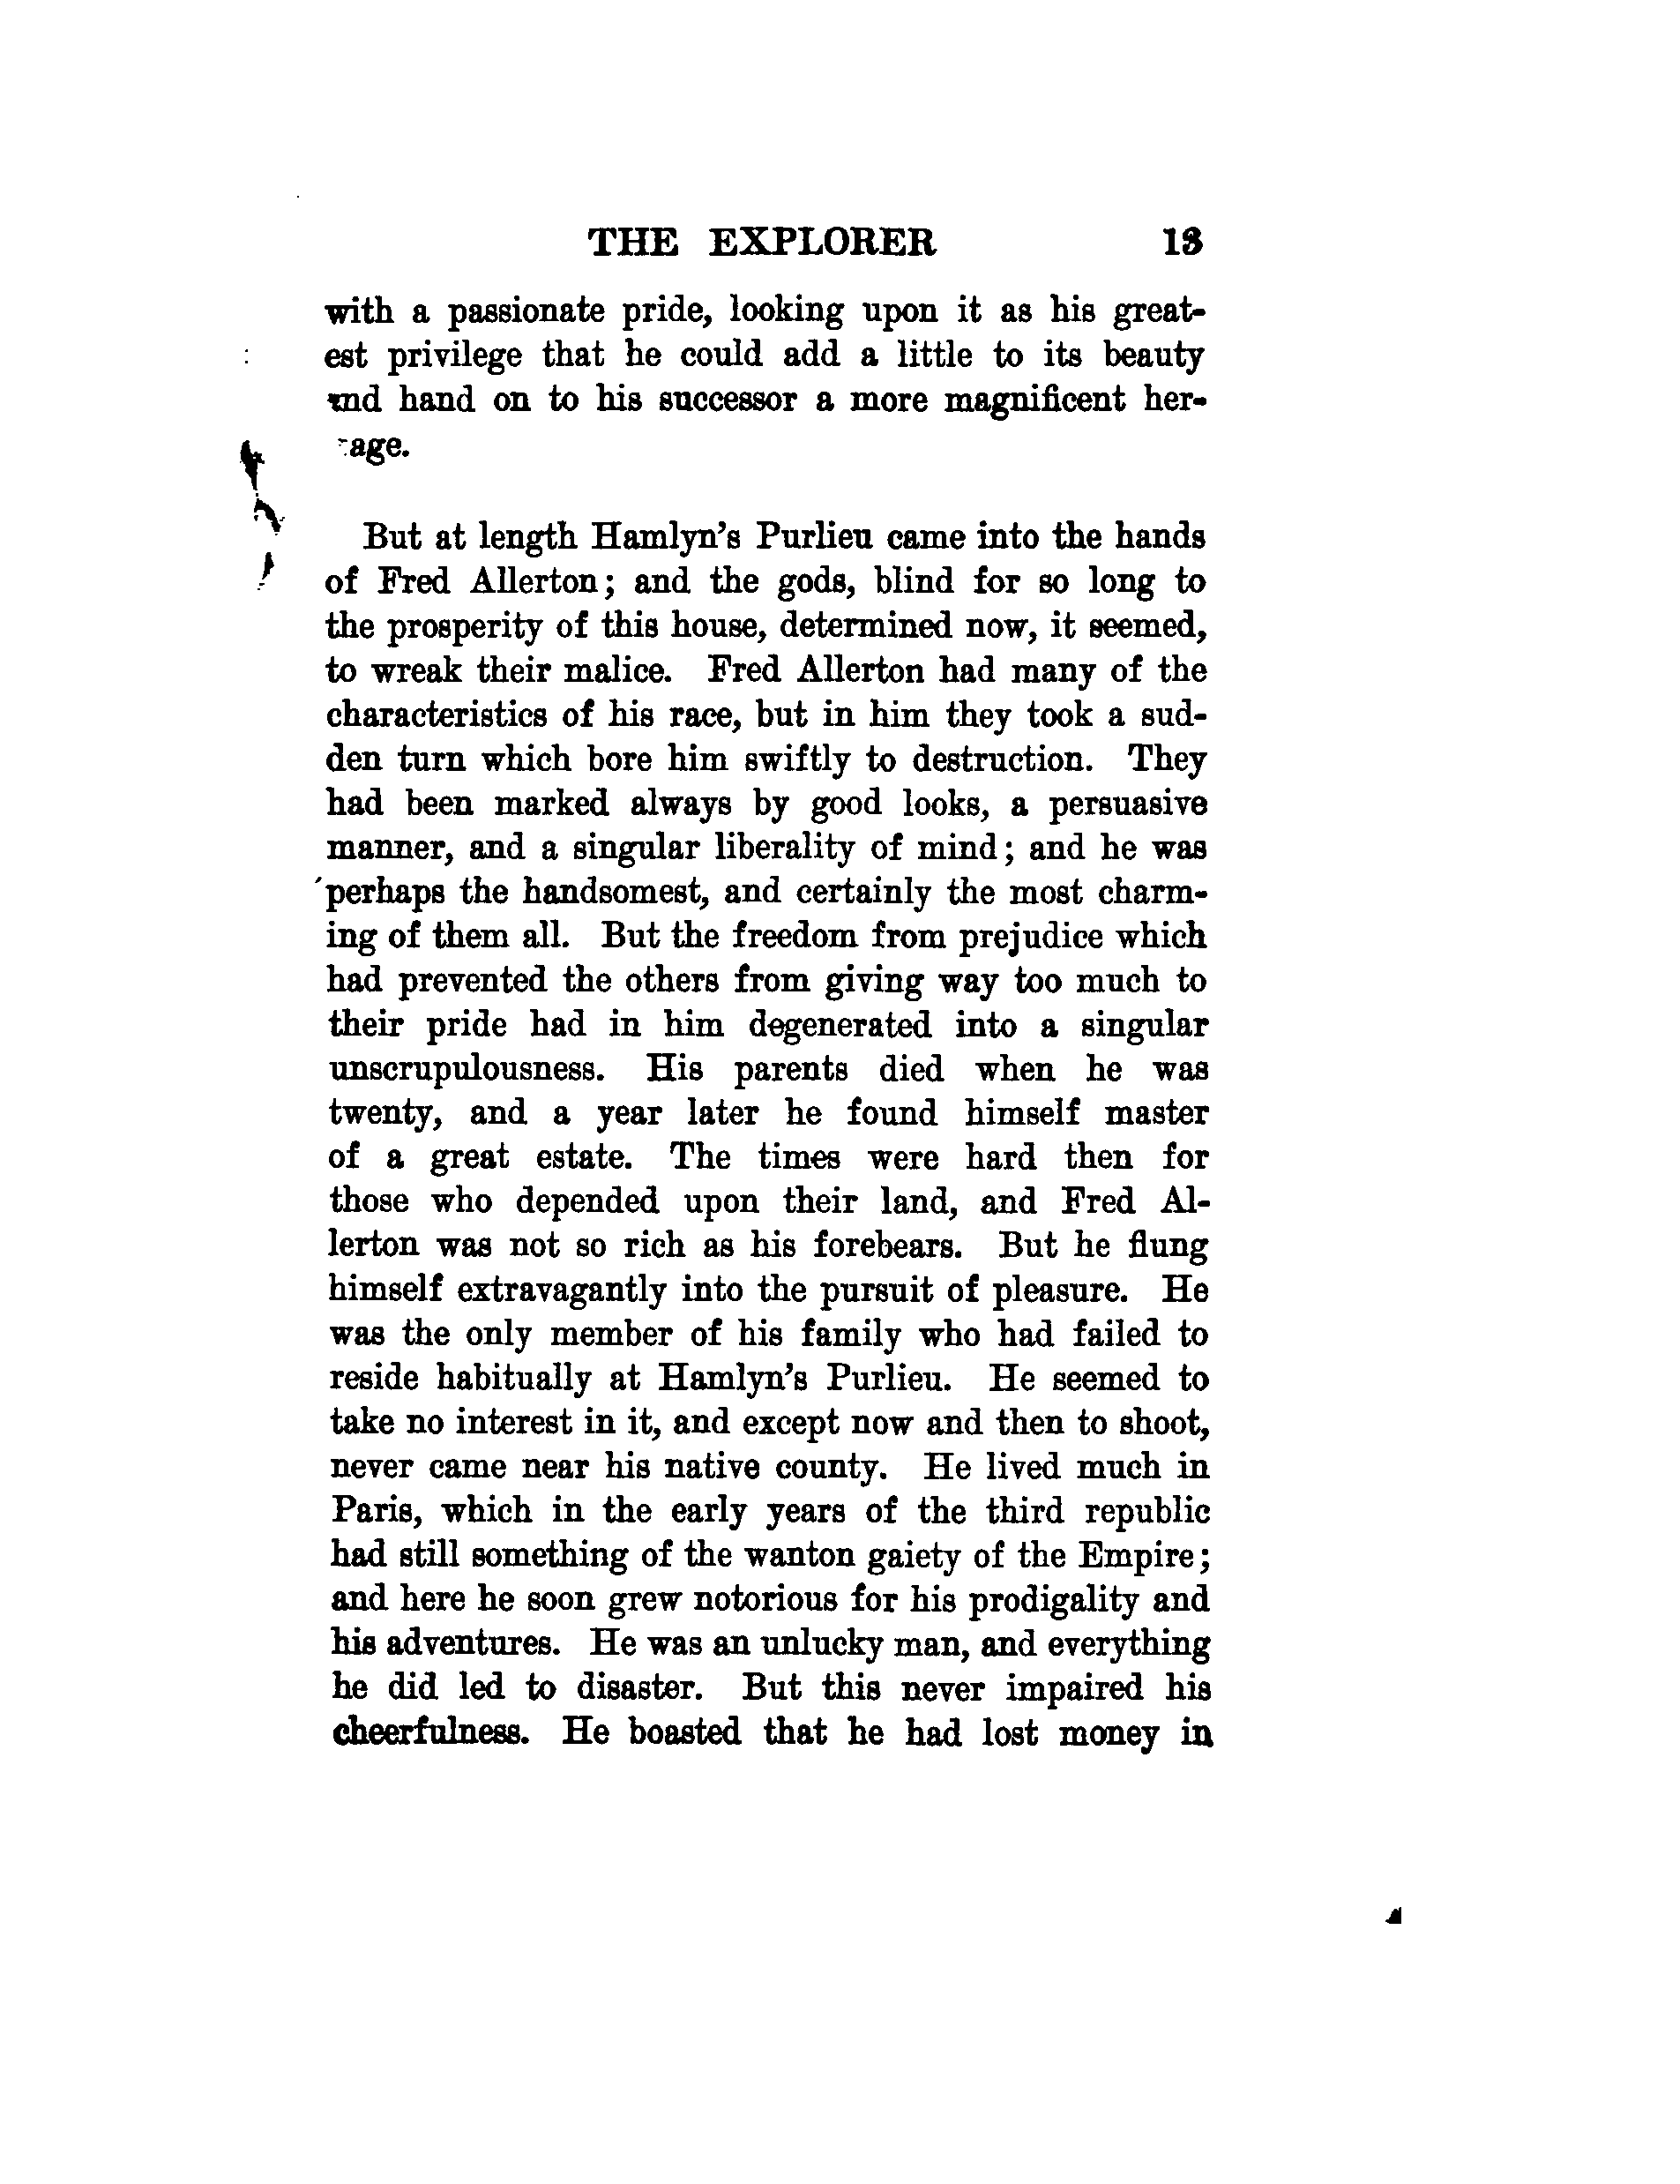 THE EXPLORER 13
with a passionate pride, looking upon it as his great-
est privilege that he could add a little to its beauty
and hand on to his successor a more magnificent her-
age.
But at length Hamlyn's Purlieu came into the hands
of Fred Allerton; and the gods, blind for so long to
the prosperity of this house, determined now, it seemed,
to wreak their malice. Fred Allerton had many of the
characteristics of his race, but in him they took a sud-
den turn which bore him swiftly to destruction. They
had been marked always by good looks, a persuasive
manner, and a singular liberality of mind; and he was
perhaps the handsomest, and certainly the most charm-
ing of them all. But the freedom from prejudice which
had prevented the others from giving way too much to
their pride had in him degenerated into a singular
unscrupulousness. His parents died when he was
twenty, and a year later he found himself master
of a great estate. The times were hard then for
those who depended upon their land, and Fred Al-
lerton was not so rich as his forebears. But he flung
himself extravagantly into the pursuit of pleasure. He
was the only member of his family who had failed to
reside habitually at Hamlyn's Purlieu. He seemed to
take no interest in it, and except now and then to shoot,
never came near his native county. He lived much in
Paris, which in the early years of the third republic
had still something of the wanton gaiety of the Empire;
and here he soon grew notorious for his prodigality and
his adventures. He was an unlucky man, and everything
he did led to disaster. But this never impaired his
cheerfulness. He boasted that he had lost money in